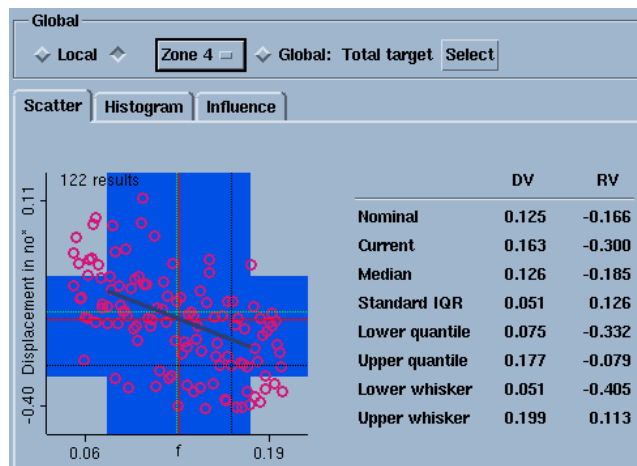 Global
Local Zone 4 Global: Total target Select
Scatter Histogram Influence
122 results
0.11
Displacement in no"
-0.40
0.06 f 0.19
DV RV
Nominal 0.125 -0.166
Current 0.163 -0.300
Median 0.126 -0.185
Standard IQR 0.051 0.126
Lower quantile 0.075 -0.332
Upper quantile 0.177 -0.079
Lower whisker 0.051 -0.405
Upper whisker 0.199 0.113